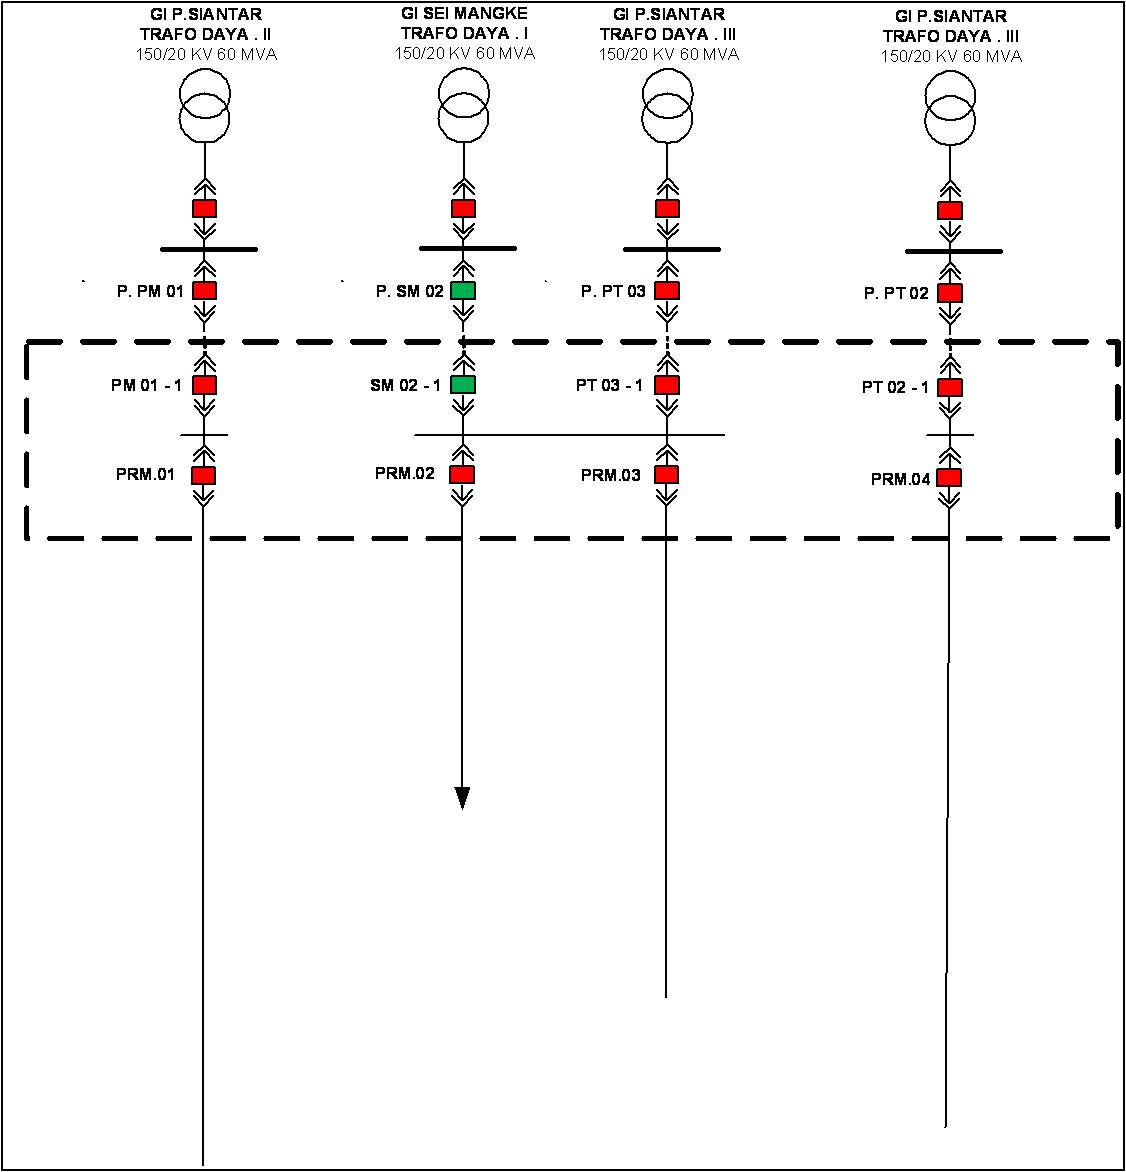 GI P.SIANTAR
TRAFO DAYA . II
150/20 KV 60 MVA
GI SEI MANGKE
TRAFO DAYA . I
150/20 KV 60 MVA
GI P.SIANTAR
TRAFO DAYA . III
150/20 KV 60 MVA
GI P.SIANTAR
TRAFO DAYA . III
150/20 KV 60 MVA
P. PM 01
P. SM 02
P. PT 03
P. PT 02
PM 01 - 1
SM 02 - 1
PT 03 - 1
PT 02 - 1
PRM.01
PRM.02
PRM.03
PRM.04